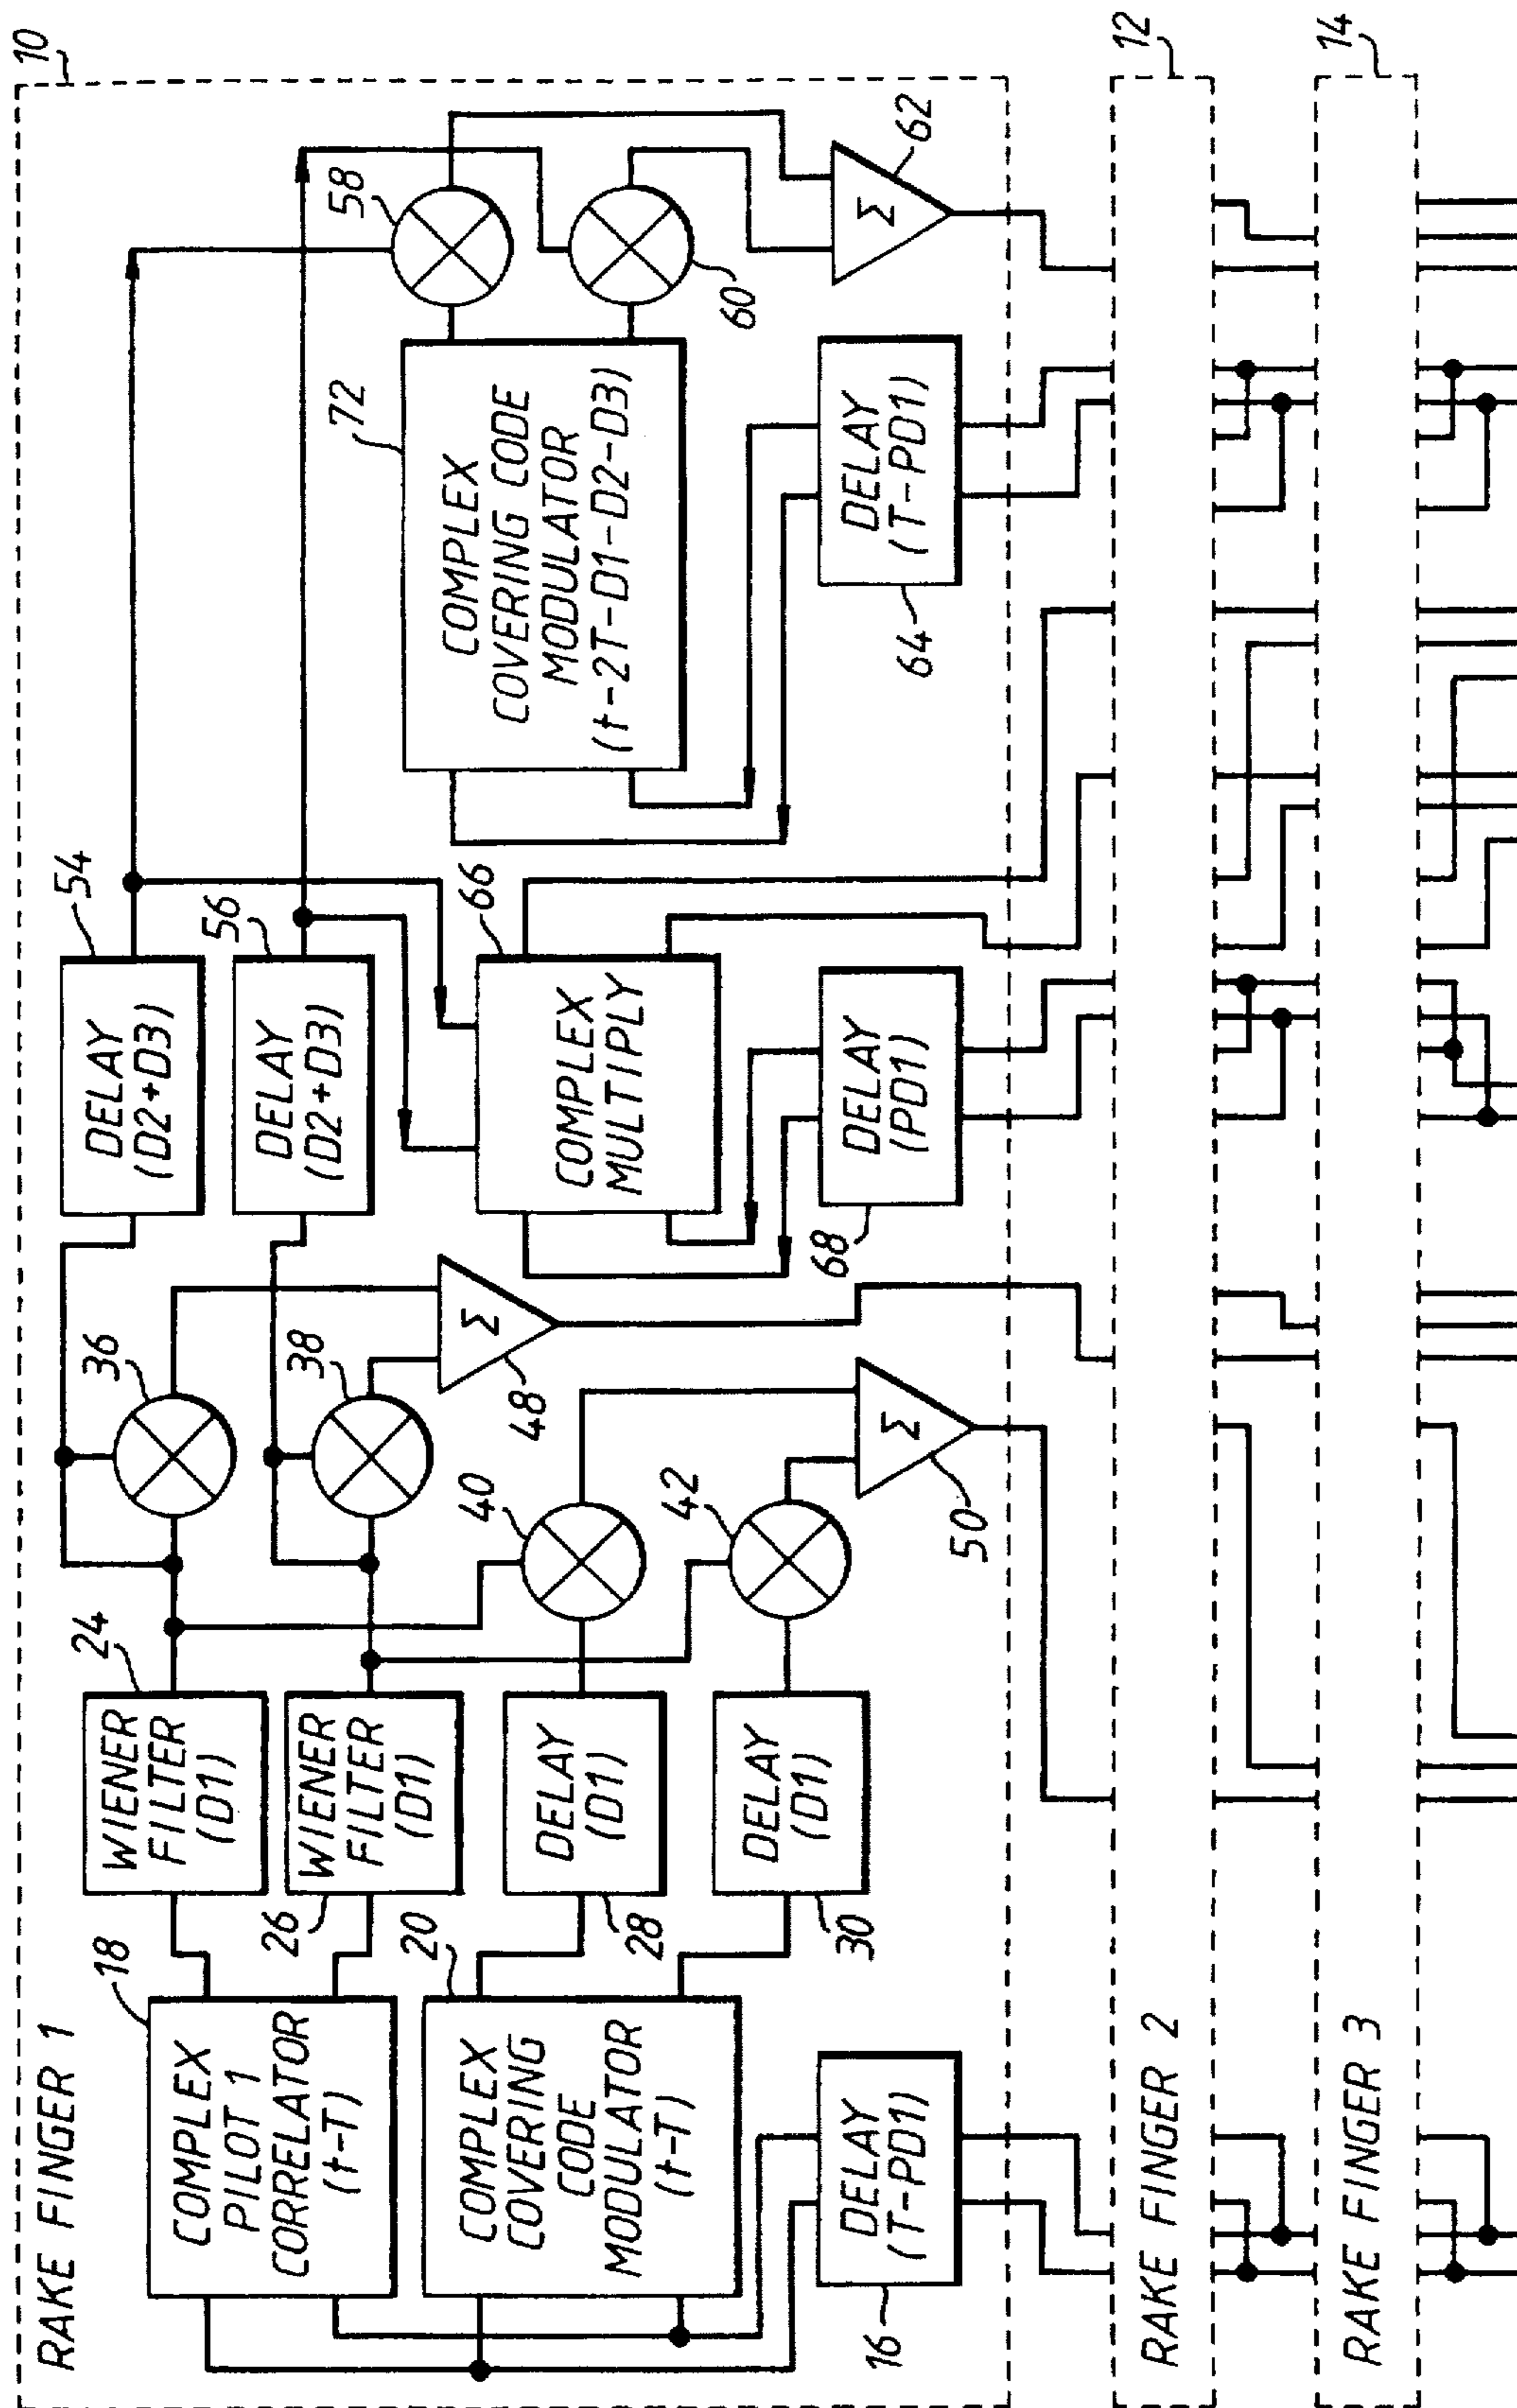 RAKE FINGER 1
10
18
COMPLEX
PILOT 1
CORRELATOR
(t-T)
20
COMPLEX
COVERING
CODE
MODULATOR
(t-T)
16
DELAY
(T-PD1)
24
WIENER
FILTER
(D1)
26
WIENER
FILTER
(D1)
28
DELAY
(D1)
30
DELAY
(D1)
36
38
40
42
Σ
48
Σ
50
54
DELAY
(D2+D3)
56
DELAY
(D2+D3)
66
COMPLEX
MULTIPLY
68
DELAY
(PD1)
72
COMPLEX
COVERING CODE
MODULATOR
(t-2T-D1-D2-D3)
64
DELAY
(T-PD1)
58
60
Σ
62
RAKE FINGER 2
12
RAKE FINGER 3
14